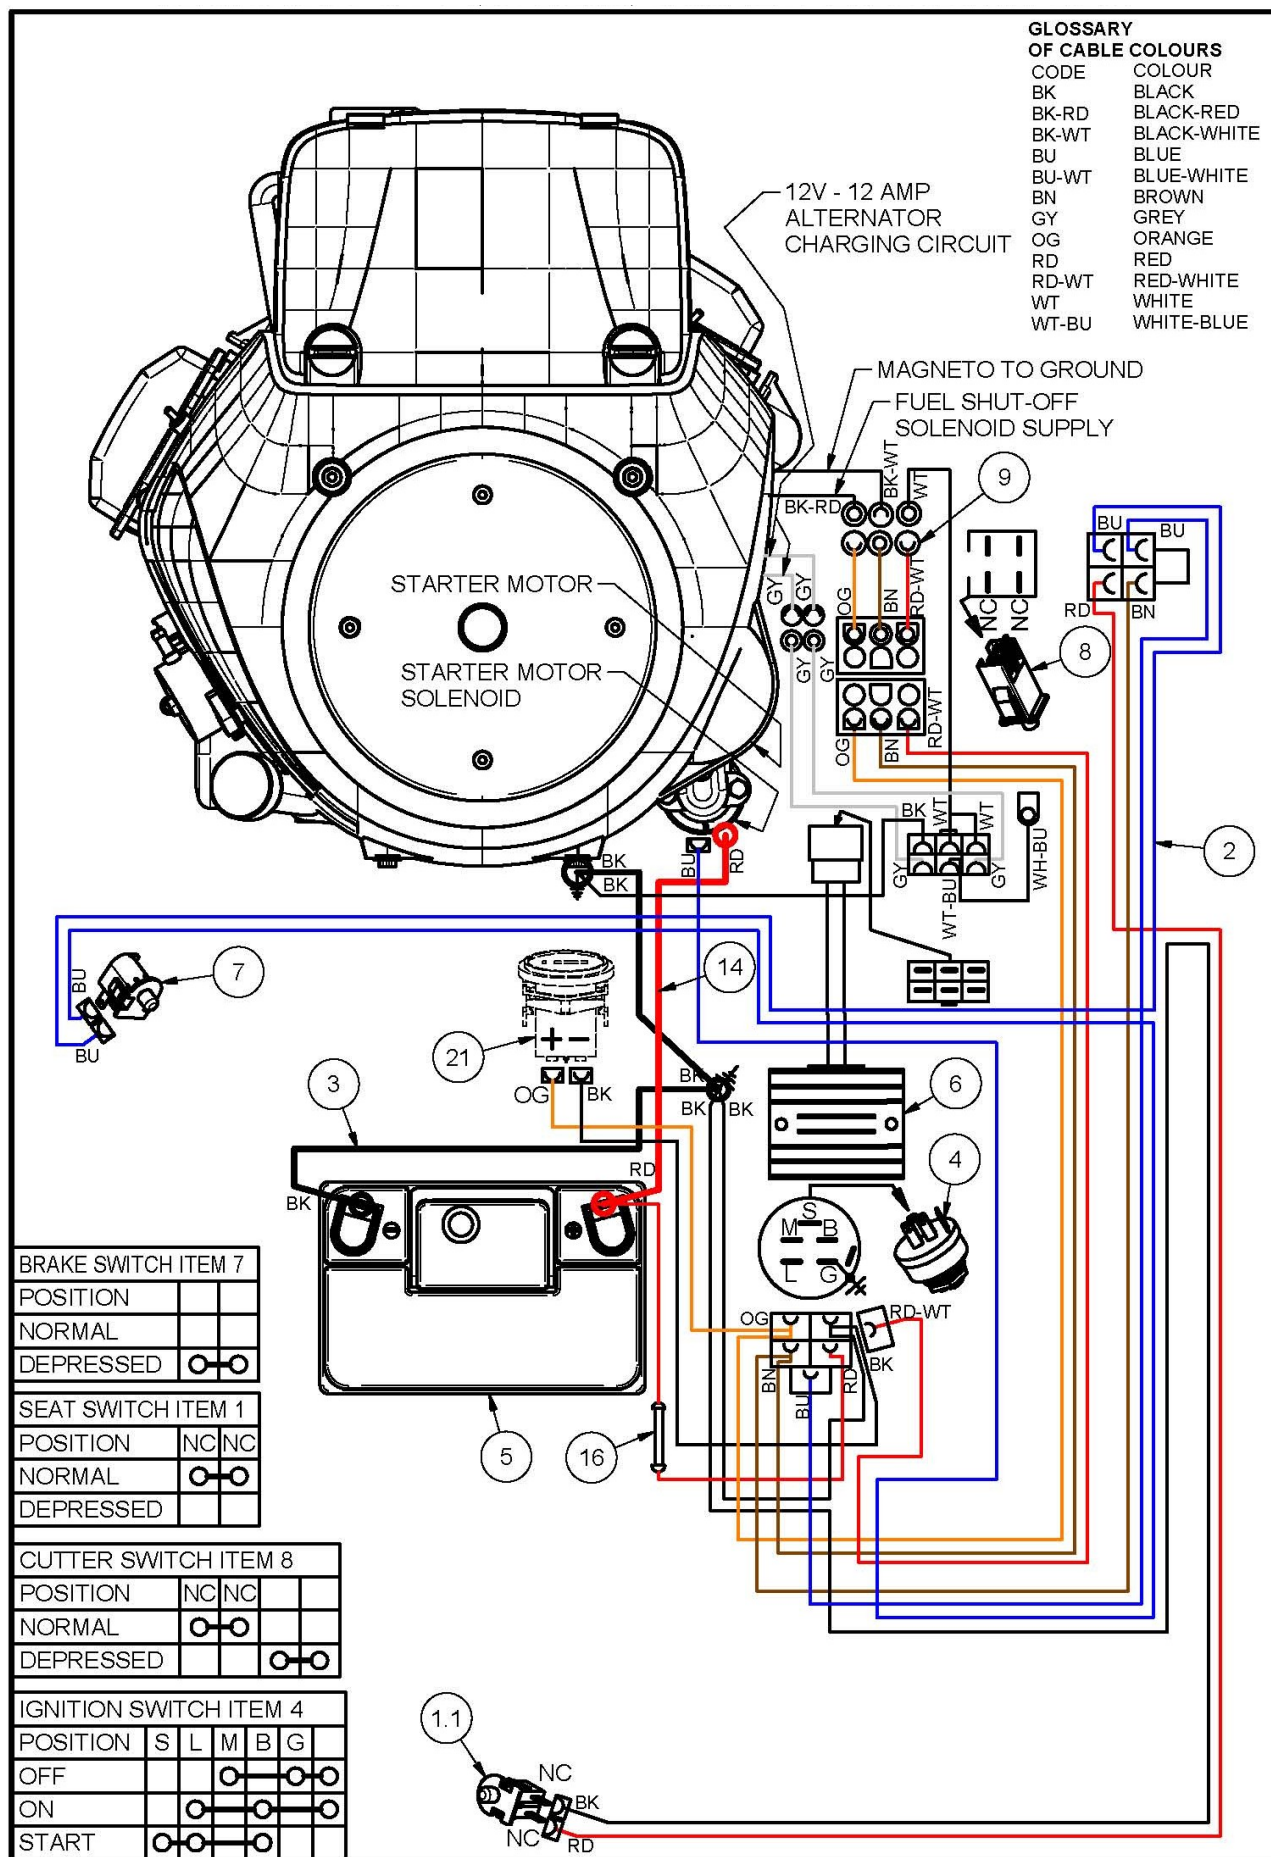 GLOSSARY
OF CABLE COLOURS
CODE COLOUR
BK BLACK
BK-RD BLACK-RED
BK-WT BLACK-WHITE
BU BLUE
BU-WT BLUE-WHITE
BN BROWN
GY GREY
OG ORANGE
RD RED
RD-WT RED-WHITE
WT WHITE
WT-BU WHITE-BLUE
12V - 12 AMP
ALTERNATOR
CHARGING CIRCUIT
MAGNETO TO GROUND
FUEL SHUT-OFF
SOLENOID SUPPLY
BK-WT
WT
9
BK-RD
BU
BU
STARTER MOTOR
GY
GY
OG
BN
RD-WT
NC
NC
RD
BN
STARTER MOTOR
SOLENOID
GY
GY
8
RD-WT
OG
BN
BK
WT
WT
WH-BU
2
BK
BK
BU
RD
GY
GY
WT-BU
BU
7
14
BU
21
+ −
3
OG
BK
BK
BK
BK
6
4
RD
BK
S
M
B
L
G
OG
RD-WT
BK
BN
RD
BU
5
16
BRAKE SWITCH ITEM 7
POSITION
NORMAL
DEPRESSED
SEAT SWITCH ITEM 1
POSITION NC NC
NORMAL
DEPRESSED
CUTTER SWITCH ITEM 8
POSITION NC NC
NORMAL
DEPRESSED
IGNITION SWITCH ITEM 4
POSITION S L M B G
OFF
ON
START
1.1
NC
BK
NC
RD